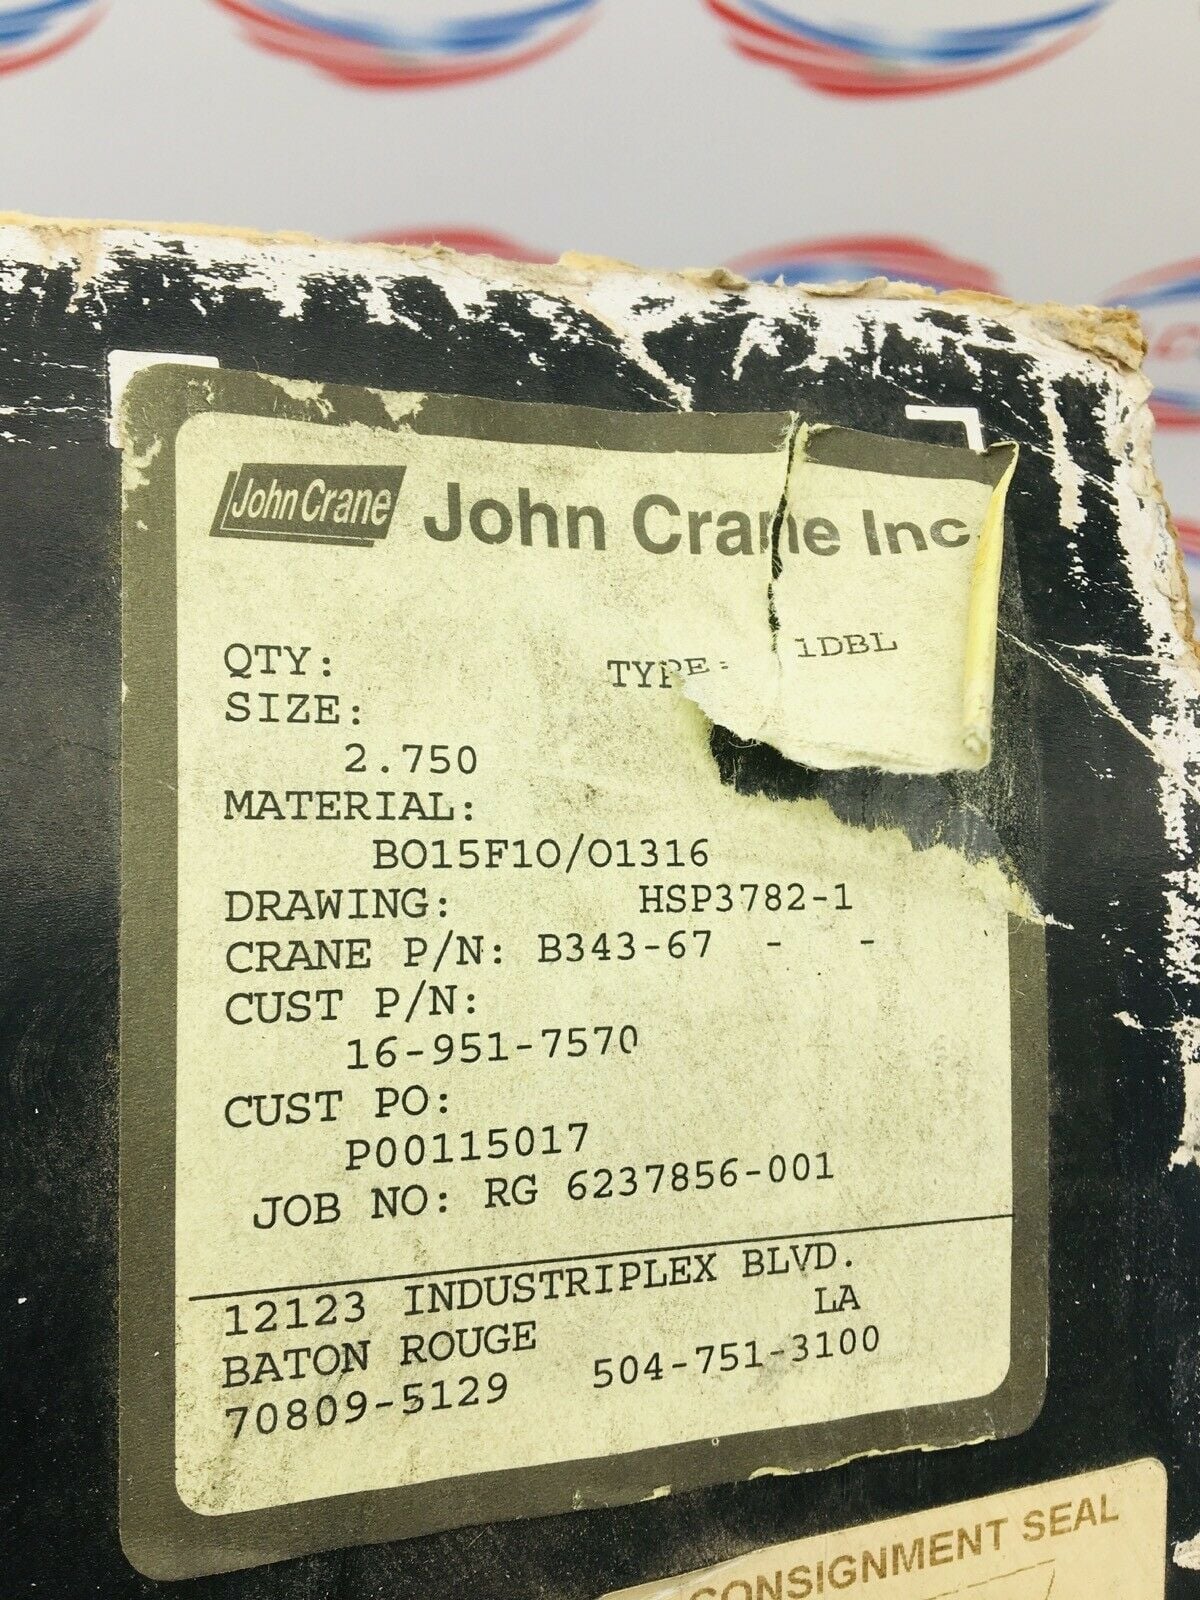 John Crane John Crane Inc.
QTY: TYPE: 1DBL
SIZE:
2.750
MATERIAL:
BO15F1O/O1316
DRAWING: HSP3782-1
CRANE P/N: B343-67 - -
CUST P/N:
16-951-7570
CUST PO:
P00115017
JOB NO: RG 6237856-001
12123 INDUSTRIPLEX BLVD.
BATON ROUGE LA
70809-5129 504-751-3100
CONSIGNMENT SEAL